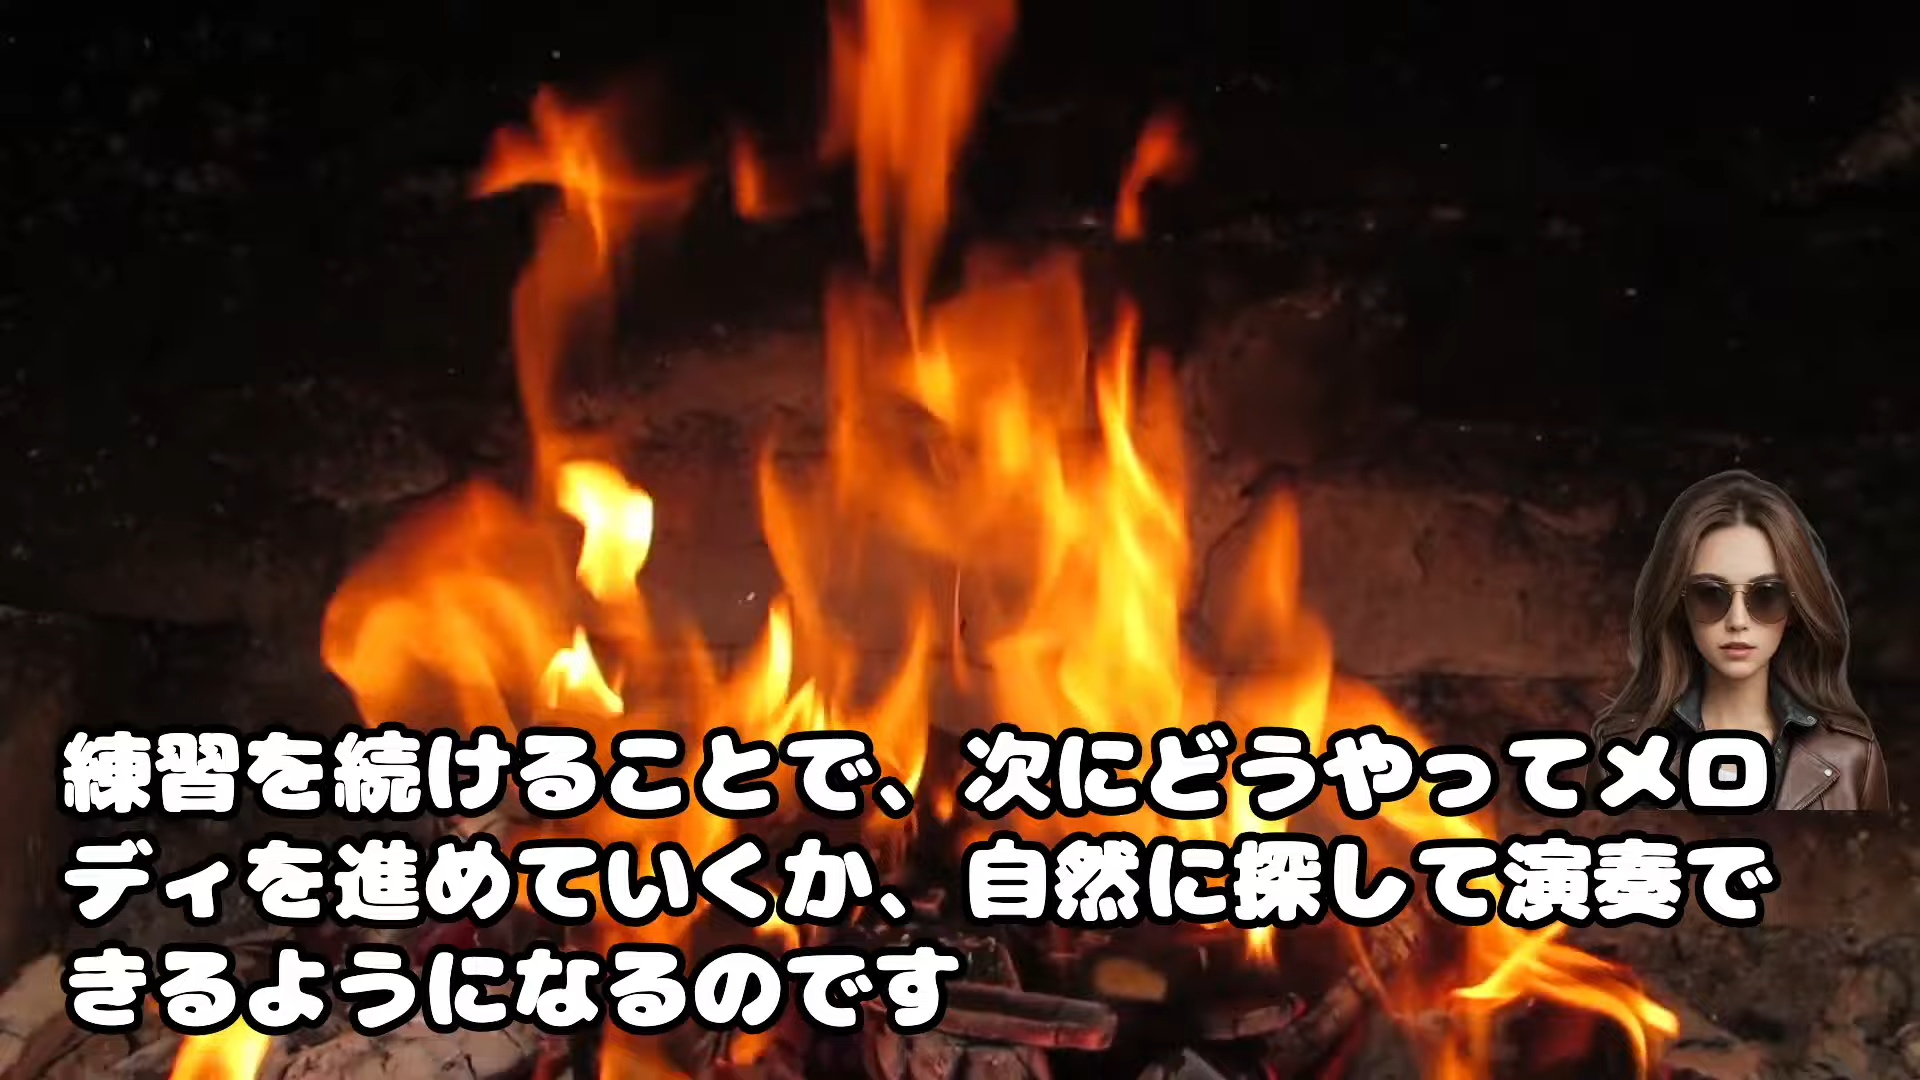 練習を続けることで、次にどうやってメロ
ディを進めていくか、自然に探して演奏で
きるようになるのです